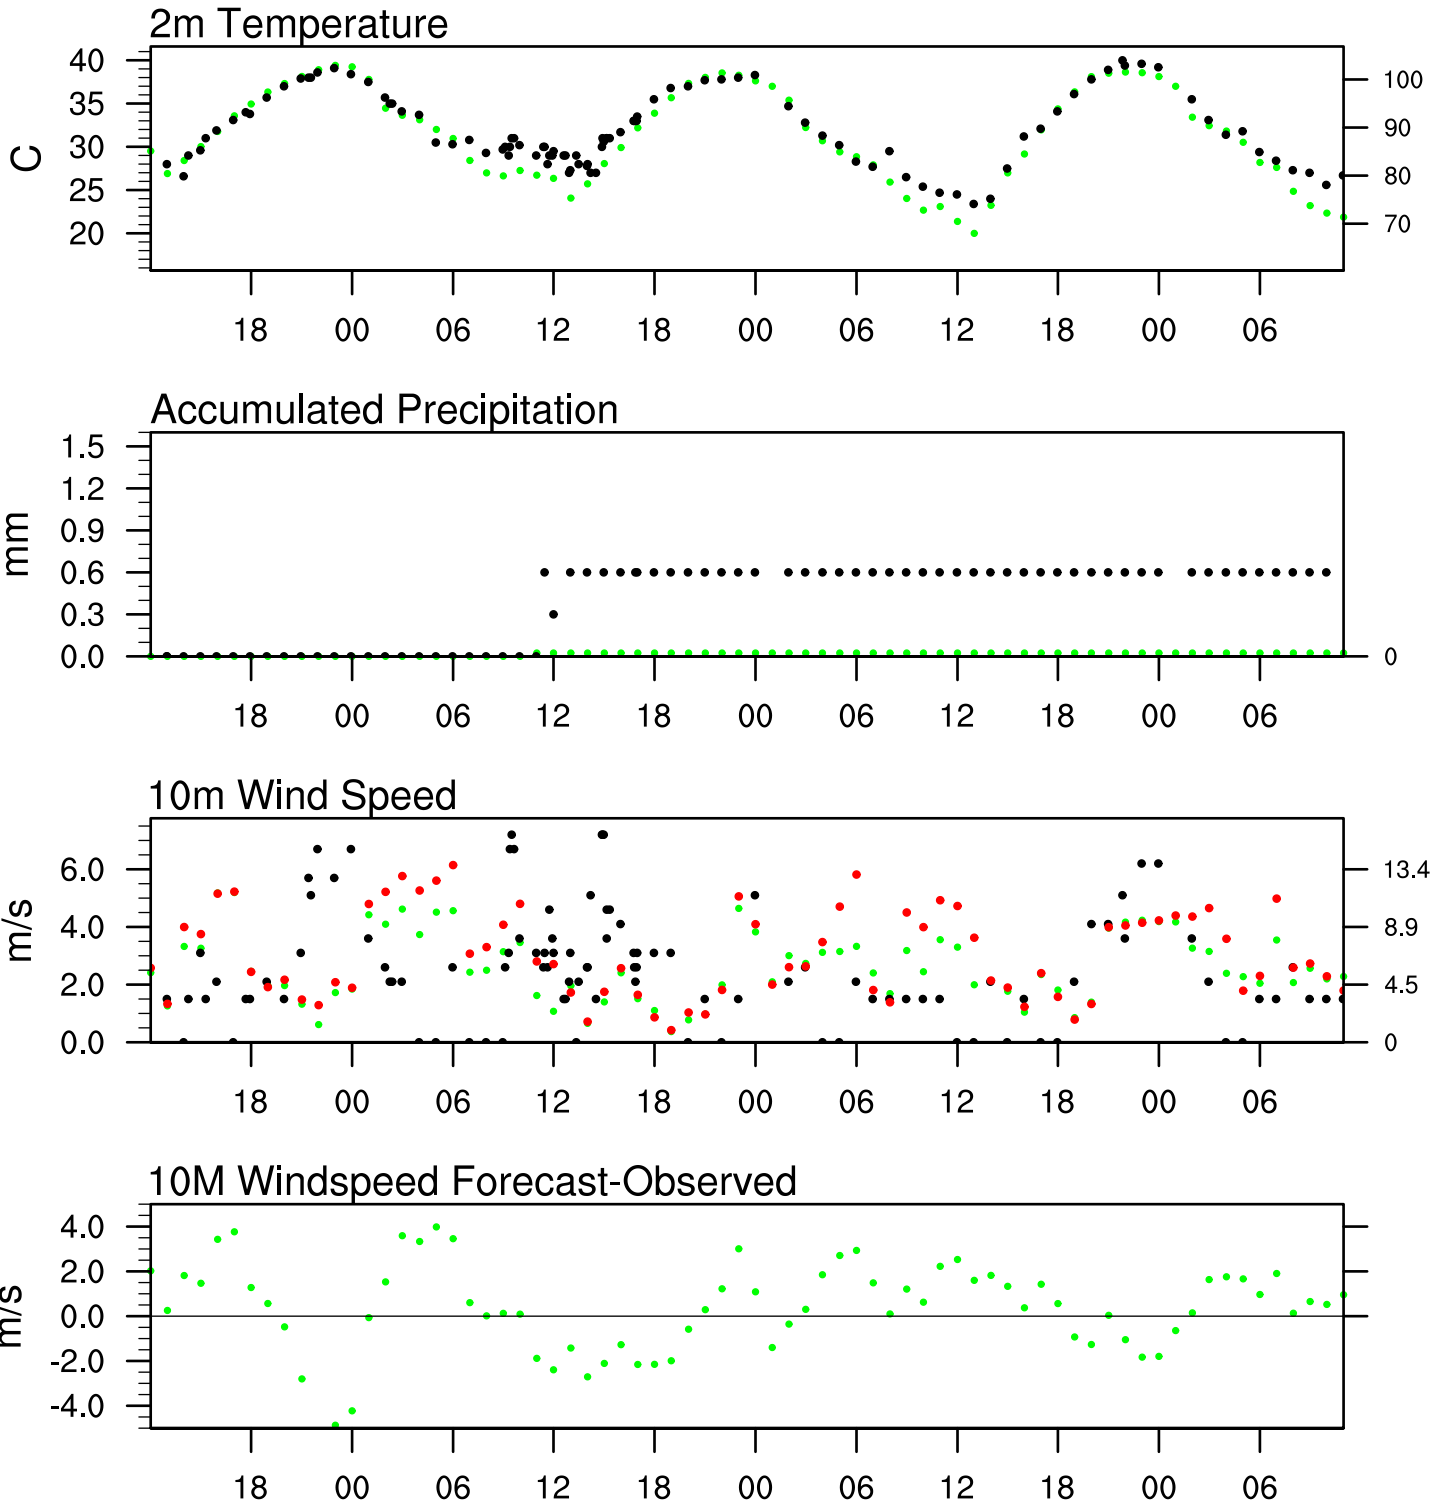 2m Temperature
40
35
30
25
20
C
100
90
80
70
18 00 06 12 18 00 06 12 18 00 06
Accumulated Precipitation
1.5
1.2
0.9
0.6
0.3
0.0
mm
0
18 00 06 12 18 00 06 12 18 00 06
10m Wind Speed
6.0
4.0
2.0
0.0
m/s
13.4
8.9
4.5
0
18 00 06 12 18 00 06 12 18 00 06
10M Windspeed Forecast-Observed
4.0
2.0
0.0
-2.0
-4.0
m/s
18 00 06 12 18 00 06 12 18 00 06